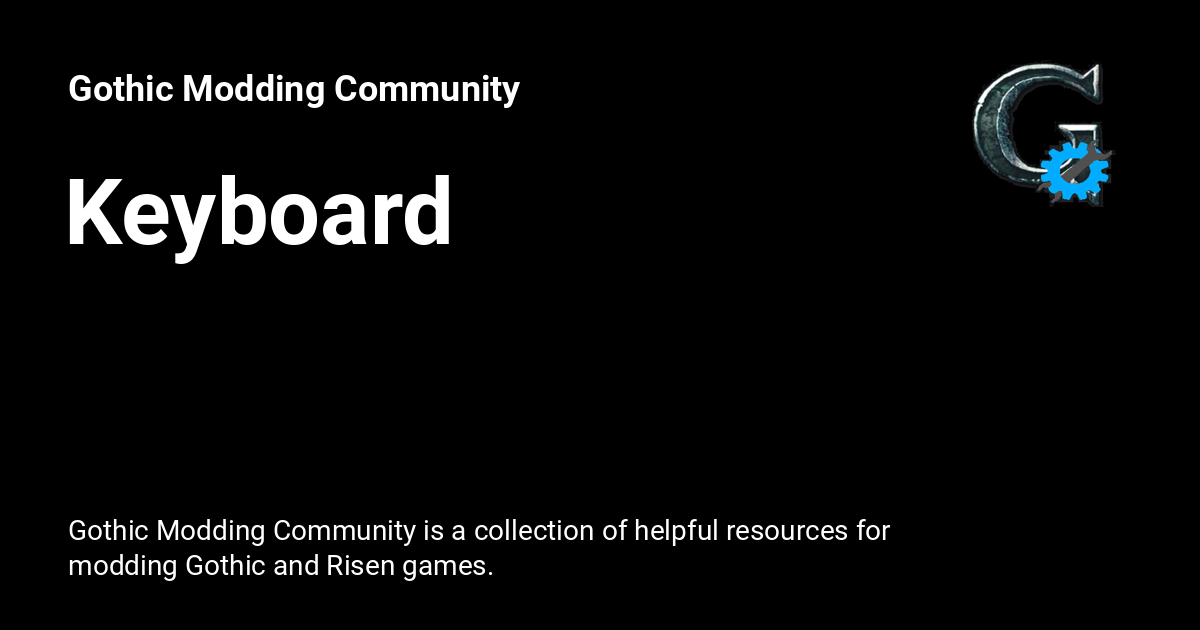 Gothic Modding Community
Keyboard
Gothic Modding Community is a collection of helpful resources for
modding Gothic and Risen games.
G